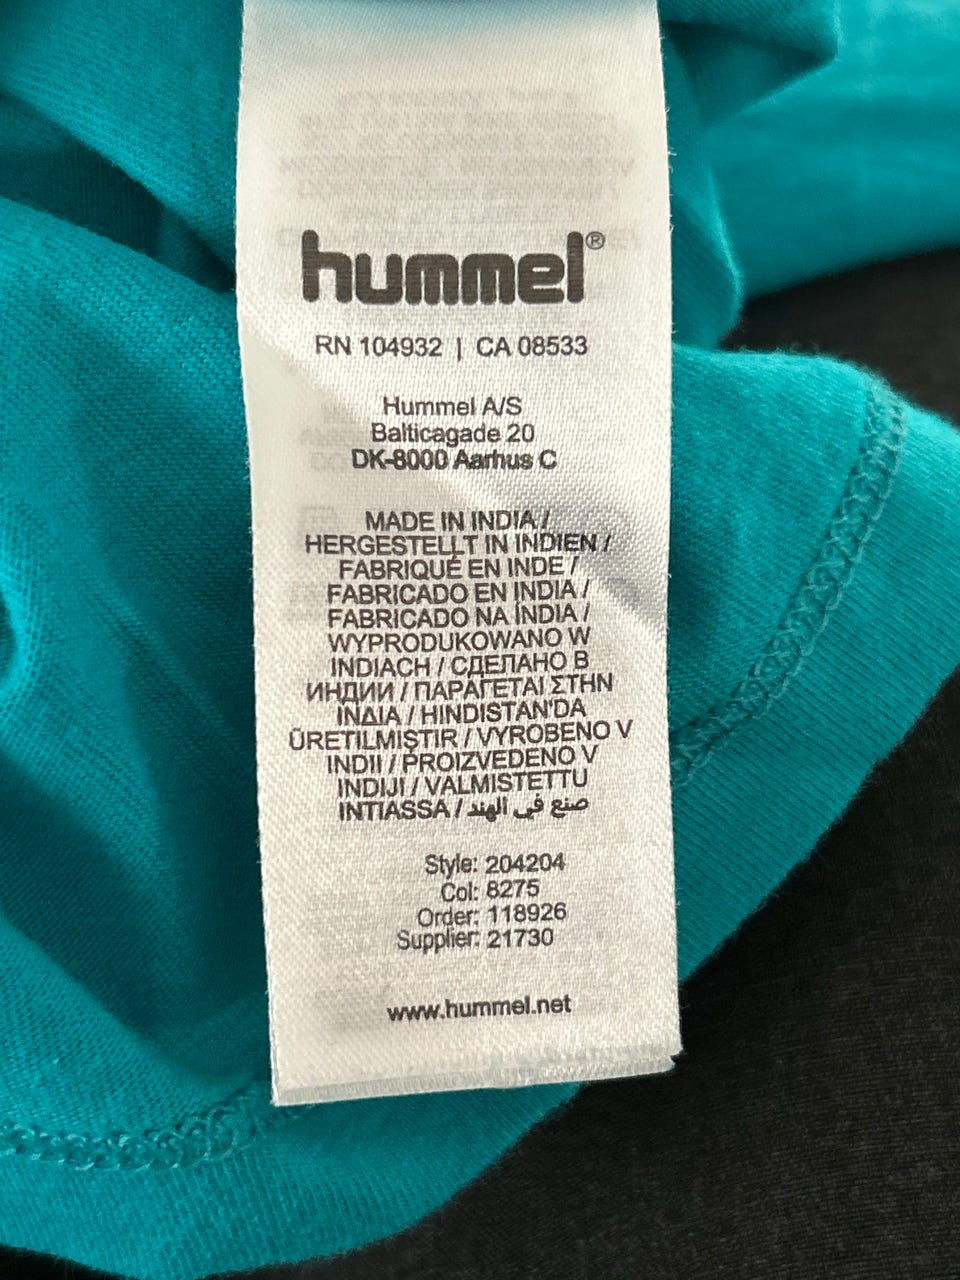 hummel®
RN 104932 | CA 08533
Hummel A/S
Balticagade 20
DK-8000 Aarhus C
MADE IN INDIA /
HERGESTELLT IN INDIEN /
FABRIQUÉ EN INDE /
FABRICADO EN INDIA /
FABRICADO NA ÍNDIA /
WYPRODUKOWANO W
INDIACH / СДЕЛАНО В
ИНДИИ / ΠΑΡΑΓΕΤΑΙ ΣΤΗΝ
ΙΝΔΙΑ / HINDISTAN'DA
ÜRETILMIŞTIR / VYROBENO V
INDII / PROIZVEDENO V
INDIJI / VALMISTETTU
INTIASSA / صنع في الهند
Style: 204204
Col: 8275
Order: 118926
Supplier: 21730
www.hummel.net